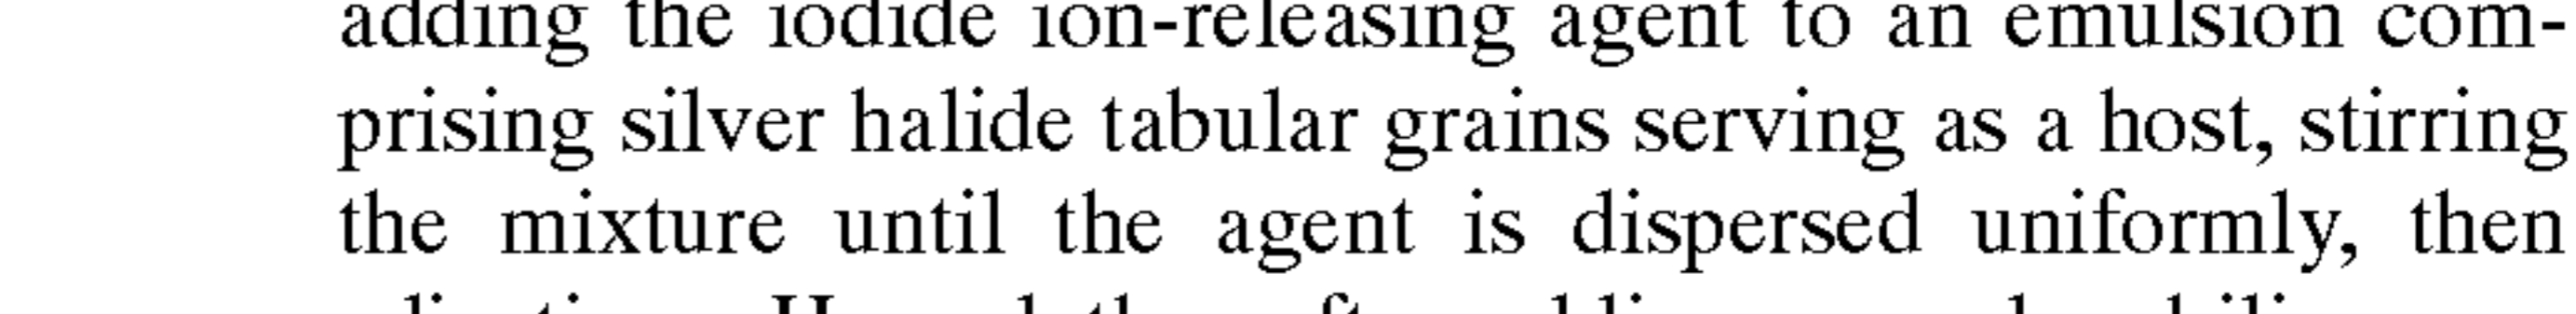 adding the iodide ion-releasing agent to an emulsion com-
prising silver halide tabular grains serving as a host, stirring
the mixture until the agent is dispersed uniformly, then